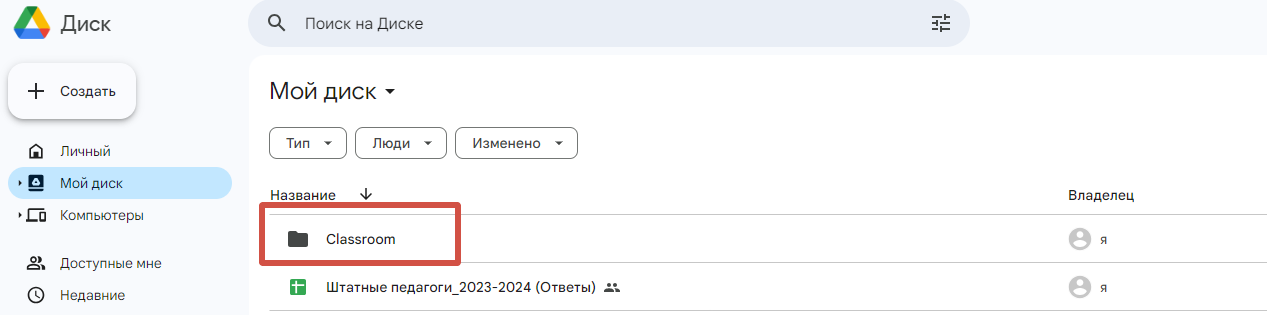 Диск
Поиск на Диске
Создать
Личный
Мой диск
Компьютеры
Доступные мне
Недавние
Мой диск
Тип
Люди
Изменено
Название
Владелец
Classroom
я
Штатные педагоги_2023-2024 (Ответы)
я